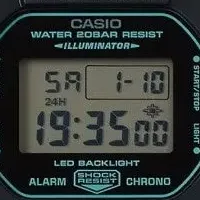 CASIO
WATER 20BAR RESIST
ILLUMINATOR
SA 1-10
24H
19:35 00
START/STOP
LIGHT
LED BACKLIGHT
ALARM SHOCK RESIST CHRONO